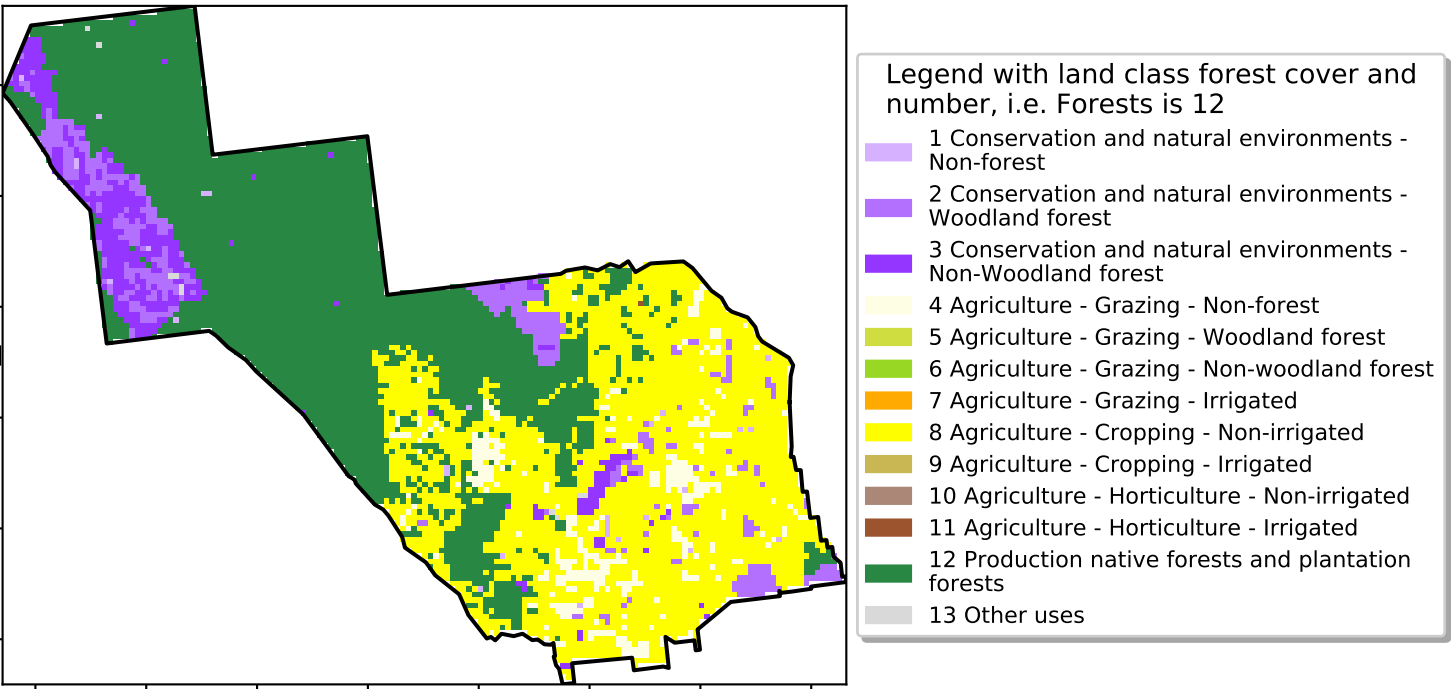 Legend with land class forest cover and
number, i.e. Forests is 12
1 Conservation and natural environments -
Non-forest
2 Conservation and natural environments -
Woodland forest
3 Conservation and natural environments -
Non-Woodland forest
4 Agriculture - Grazing - Non-forest
5 Agriculture - Grazing - Woodland forest
6 Agriculture - Grazing - Non-woodland forest
7 Agriculture - Grazing - Irrigated
8 Agriculture - Cropping - Non-irrigated
9 Agriculture - Cropping - Irrigated
10 Agriculture - Horticulture - Non-irrigated
11 Agriculture - Horticulture - Irrigated
12 Production native forests and plantation
forests
13 Other uses